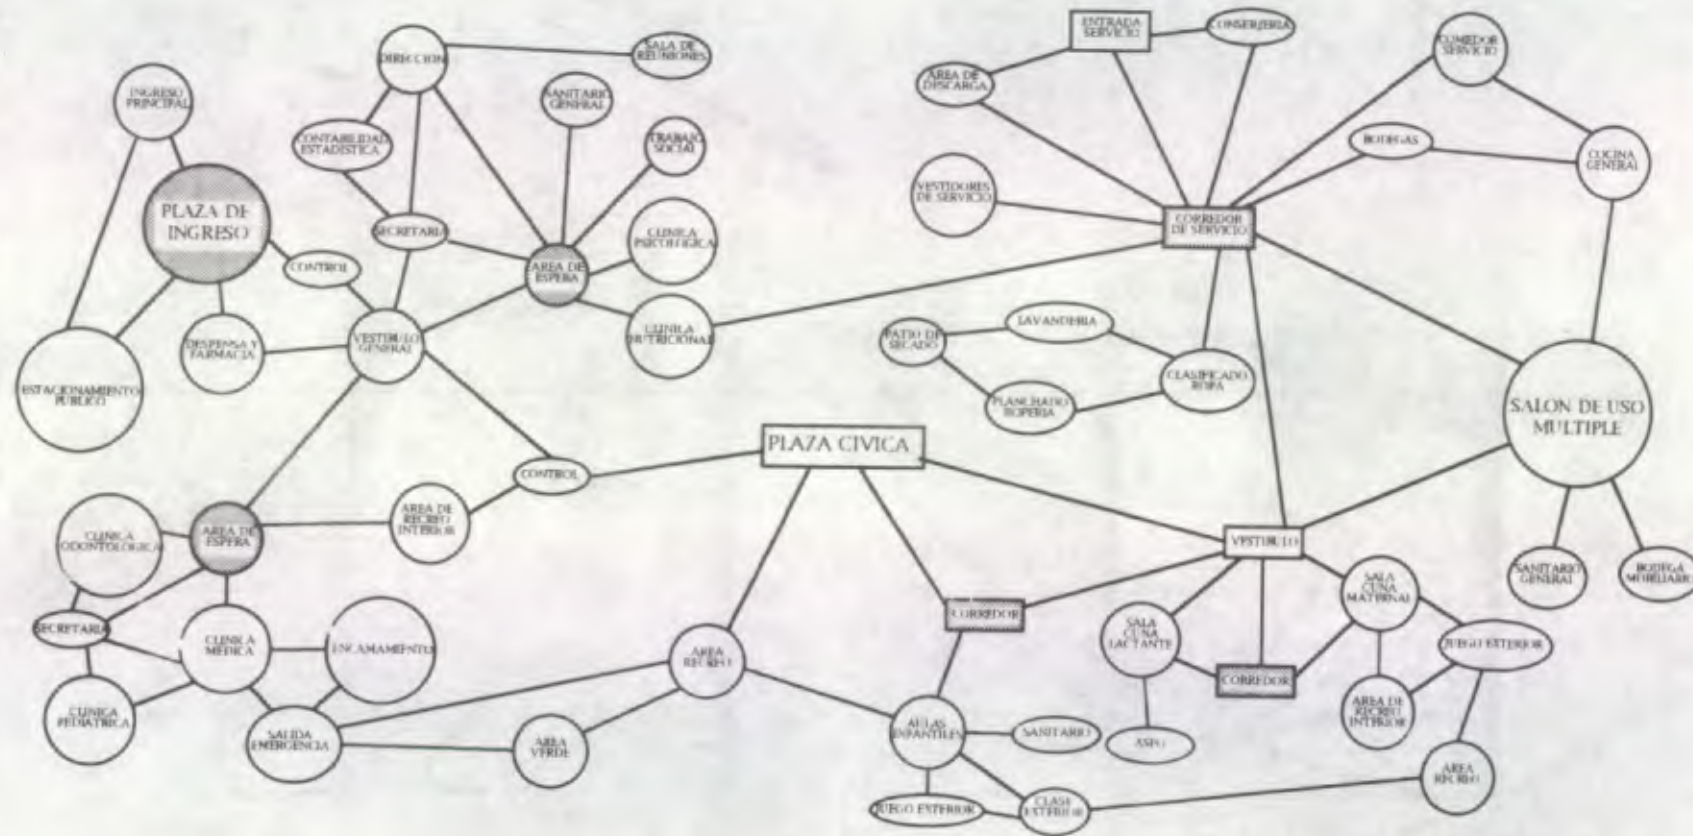 INGRESO
PRINCIPAL
PLAZA DE
INGRESO
CONTROL
DESPENSA Y
FARMACIA
ESTACIONAMIENTO
PUBLICO
DIRECCION
SALA DE
REUNIONES
CONTABILIDAD
ESTADISTICA
SANITARIO
GENERAL
TRABAJO
SOCIAL
SECRETARIA
CLINICA
PSICOLOGICA
AREA DE
ESPERA
CLINICA
NUTRICIONAL
VESTIBULO
GENERAL
ENTRADA
SERVICIO
CONSERJERIA
COMEDOR
SERVICIO
AREA DE
DESCARGA
BODEGAS
COCINA
GENERAL
VESTIDORES
DE SERVICIO
CORREDOR
DE SERVICIO
PATIO DE
SECADO
LAVANDERIA
CLASIFICADO
ROPA
PLANCHADO
ROPERIA
SALON DE USO
MULTIPLE
PLAZA CIVICA
CONTROL
AREA
DE RECREO
INTERIOR
AREA DE
ESPERA
CLINICA
ODONTOLOGICA
SECRETARIA
CLINICA
MEDICA
ENCAMAMIENTO
CLINICA
PEDIATRICA
SALIDA
EMERGENCIA
AREA
VERDE
AREA
RECREO
CORREDOR
VESTIBULO
SANITARIO
GENERAL
BODEGA
MOBILIARIO
SALA
CUNA
MATERNAL
SALA
CUNA
LACTANTE
CORREDOR
JUEGO EXTERIOR
AREA DE
RECREO
INTERIOR
AULAS
INFANTILES
SANITARIO
ASEO
AREA
RECREO
JUEGO EXTERIOR
CLASE
EXTERIOR